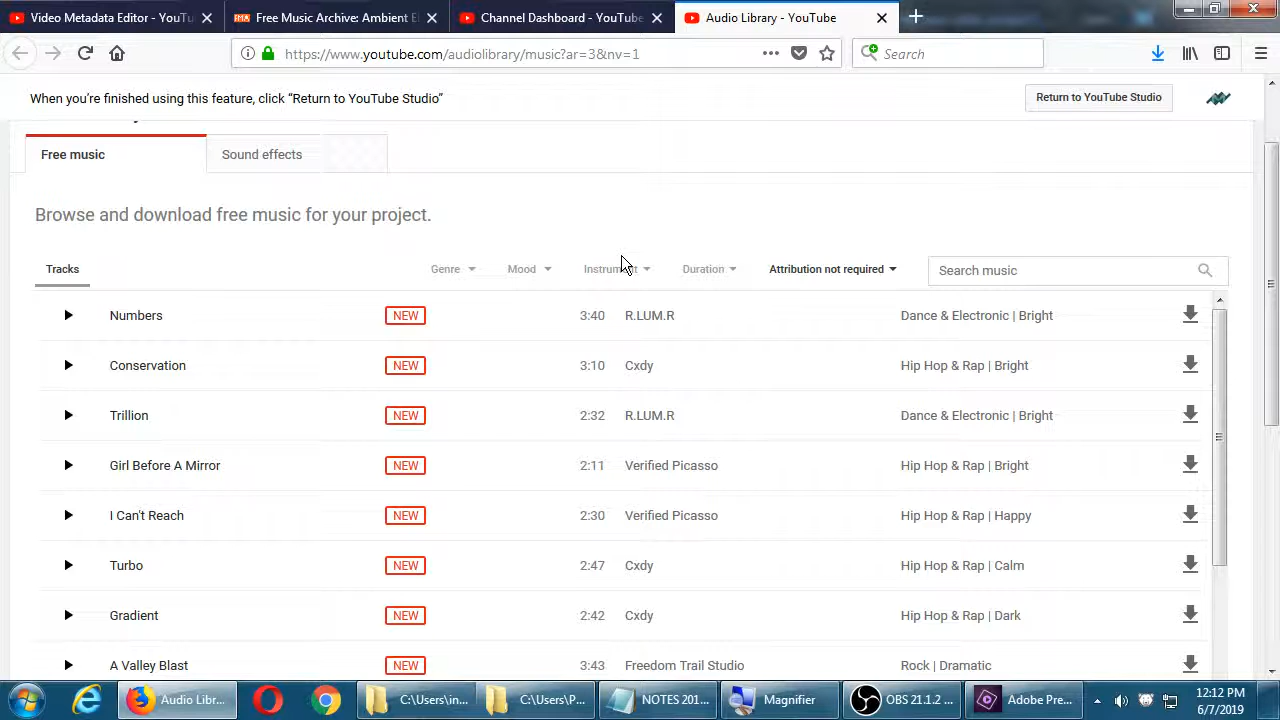 Video Metadata Editor - YouTu
Free Music Archive: Ambient El
Channel Dashboard - YouTube
Audio Library - YouTube
https://www.youtube.com/audiolibrary/music?ar=3&nv=1
Search
When you're finished using this feature, click "Return to YouTube Studio"
Return to YouTube Studio
Free music
Sound effects
Browse and download free music for your project.
Tracks
Genre
Mood
Instrument
Duration
Attribution not required
Search music
Numbers NEW 3:40 R.LUM.R Dance & Electronic | Bright
Conservation NEW 3:10 Cxdy Hip Hop & Rap | Bright
Trillion NEW 2:32 R.LUM.R Dance & Electronic | Bright
Girl Before A Mirror NEW 2:11 Verified Picasso Hip Hop & Rap | Bright
I Can't Reach NEW 2:30 Verified Picasso Hip Hop & Rap | Happy
Turbo NEW 2:47 Cxdy Hip Hop & Rap | Calm
Gradient NEW 2:42 Cxdy Hip Hop & Rap | Dark
A Valley Blast NEW 3:43 Freedom Trail Studio Rock | Dramatic
Audio Libr...
C:\Users\in...
C:\Users\P...
NOTES 201...
Magnifier
OBS 21.1.2 ...
Adobe Pre...
12:12 PM
6/7/2019